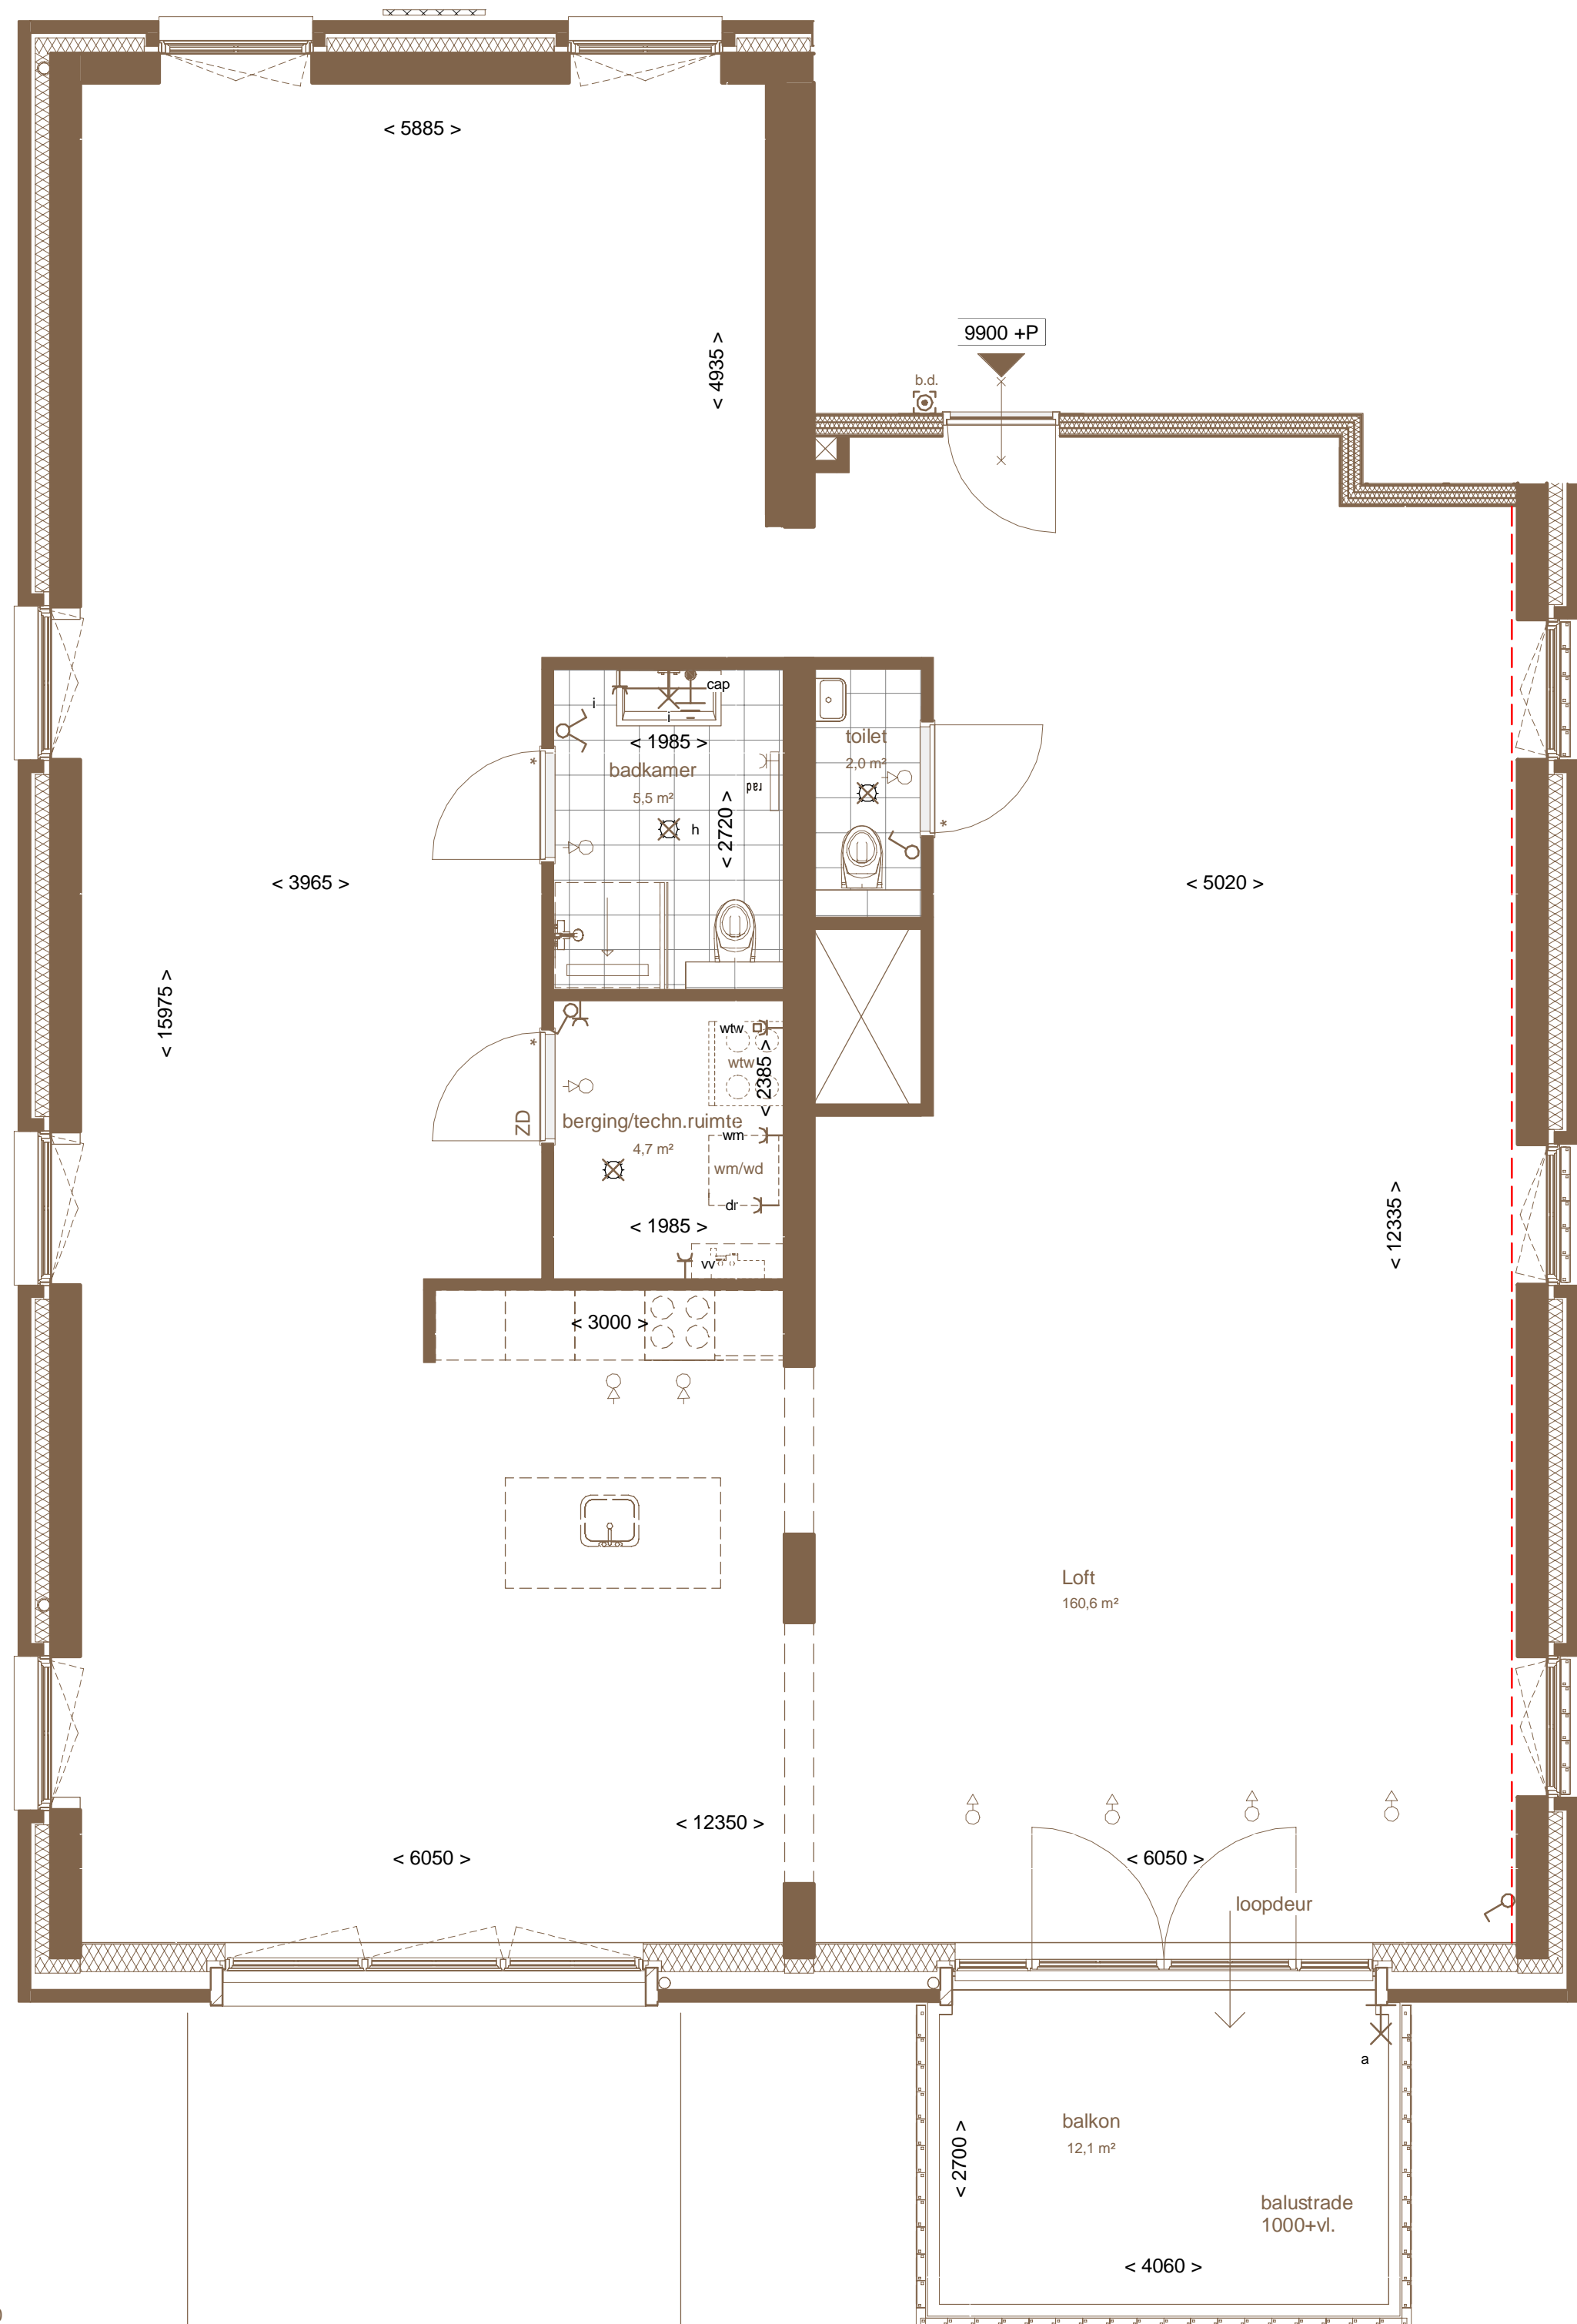 < 5885 >
9900 +P
< 4935 >
b.d.
cap
i
i
< 1985 >
toilet
2,0 m²
badkamer
5,5 m²
rad
*
h
< 2720 >
*
< 3965 >
< 5020 >
< 15975 >
wtw
*
wtw
< 2385 >
ZD
berging/techn.ruimte
4,7 m²
wm
wm/wd
dr
< 12335 >
< 1985 >
vv
< 3000 >
Loft
160,6 m²
< 12350 >
< 6050 >
< 6050 >
loopdeur
a
balkon
12,1 m²
< 2700 >
balustrade
1000+vl.
< 4060 >